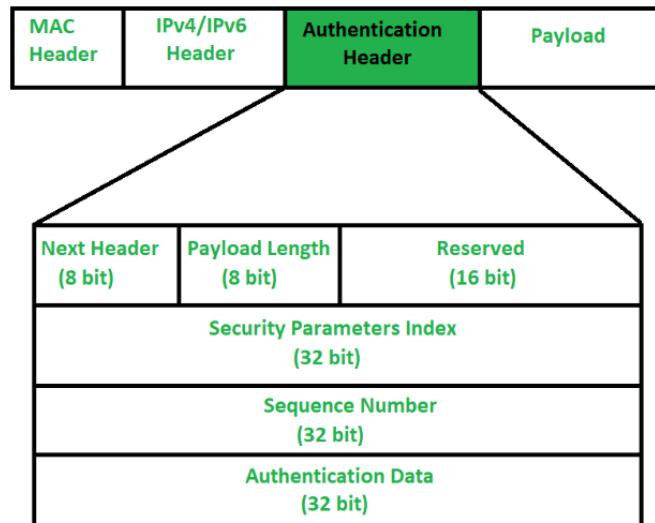 MAC
Header
IPv4/IPv6
Header
Authentication
Header
Payload
Next Header
(8 bit)
Payload Length
(8 bit)
Reserved
(16 bit)
Security Parameters Index
(32 bit)
Sequence Number
(32 bit)
Authentication Data
(32 bit)